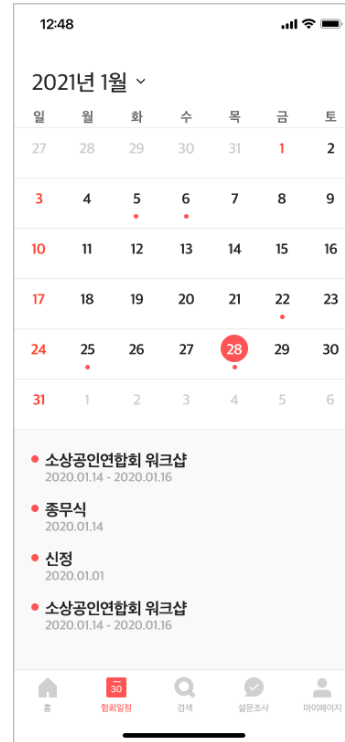 12:48
2021년 1월
일 월 화 수 목 금 토
27 28 29 30 31 1 2
3 4 5 6 7 8 9
10 11 12 13 14 15 16
17 18 19 20 21 22 23
24 25 26 27 28 29 30
31 1 2 3 4 5 6
소상공인연합회 워크샵
2020.01.14 - 2020.01.16
종무식
2020.01.14
신정
2020.01.01
소상공인연합회 워크샵
2020.01.14 - 2020.01.16
30
홈 협회일정 검색 설문조사 마이페이지